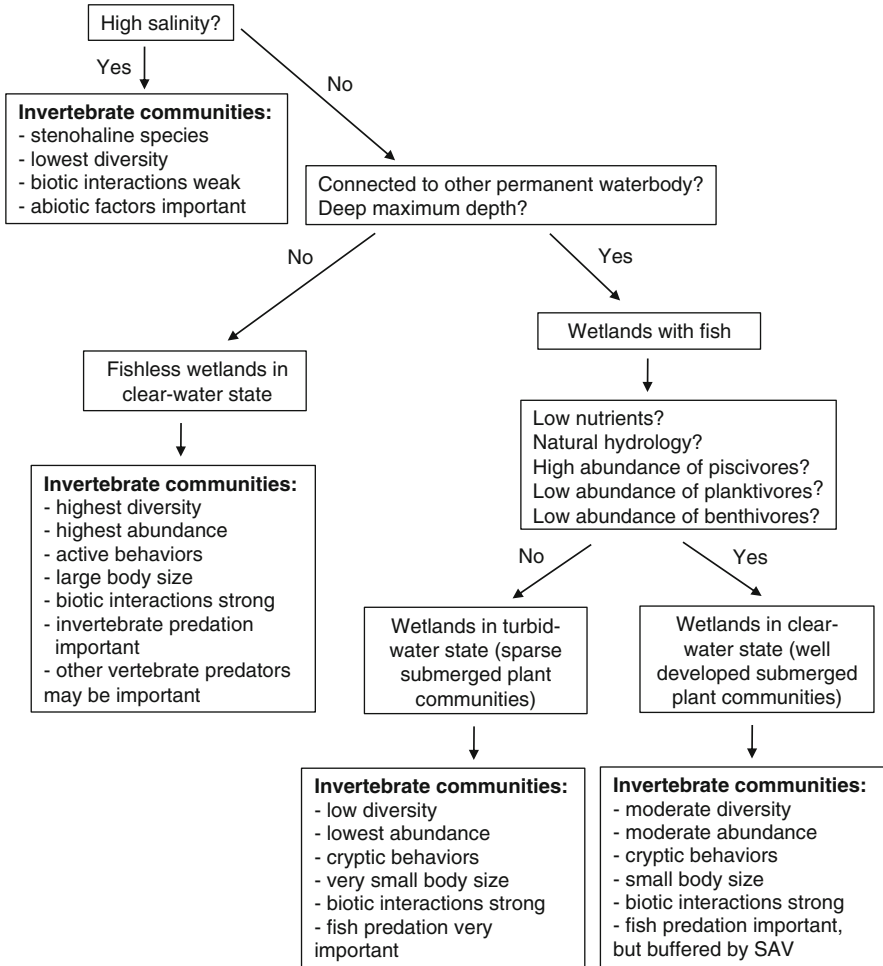 High salinity?
Yes
No
Invertebrate communities:
- stenohaline species
- lowest diversity
- biotic interactions weak
- abiotic factors important
Connected to other permanent waterbody?
Deep maximum depth?
No
Yes
Fishless wetlands in
clear-water state
Wetlands with fish
Invertebrate communities:
- highest diversity
- highest abundance
- active behaviors
- large body size
- biotic interactions strong
- invertebrate predation
important
- other vertebrate predators
may be important
Low nutrients?
Natural hydrology?
High abundance of piscivores?
Low abundance of planktivores?
Low abundance of benthivores?
No
Yes
Wetlands in turbid-
water state (sparse
submerged plant
communities)
Wetlands in clear-
water state (well
developed submerged
plant communities)
Invertebrate communities:
- low diversity
- lowest abundance
- cryptic behaviors
- very small body size
- biotic interactions strong
- fish predation very
important
Invertebrate communities:
- moderate diversity
- moderate abundance
- cryptic behaviors
- small body size
- biotic interactions strong
- fish predation important,
but buffered by SAV